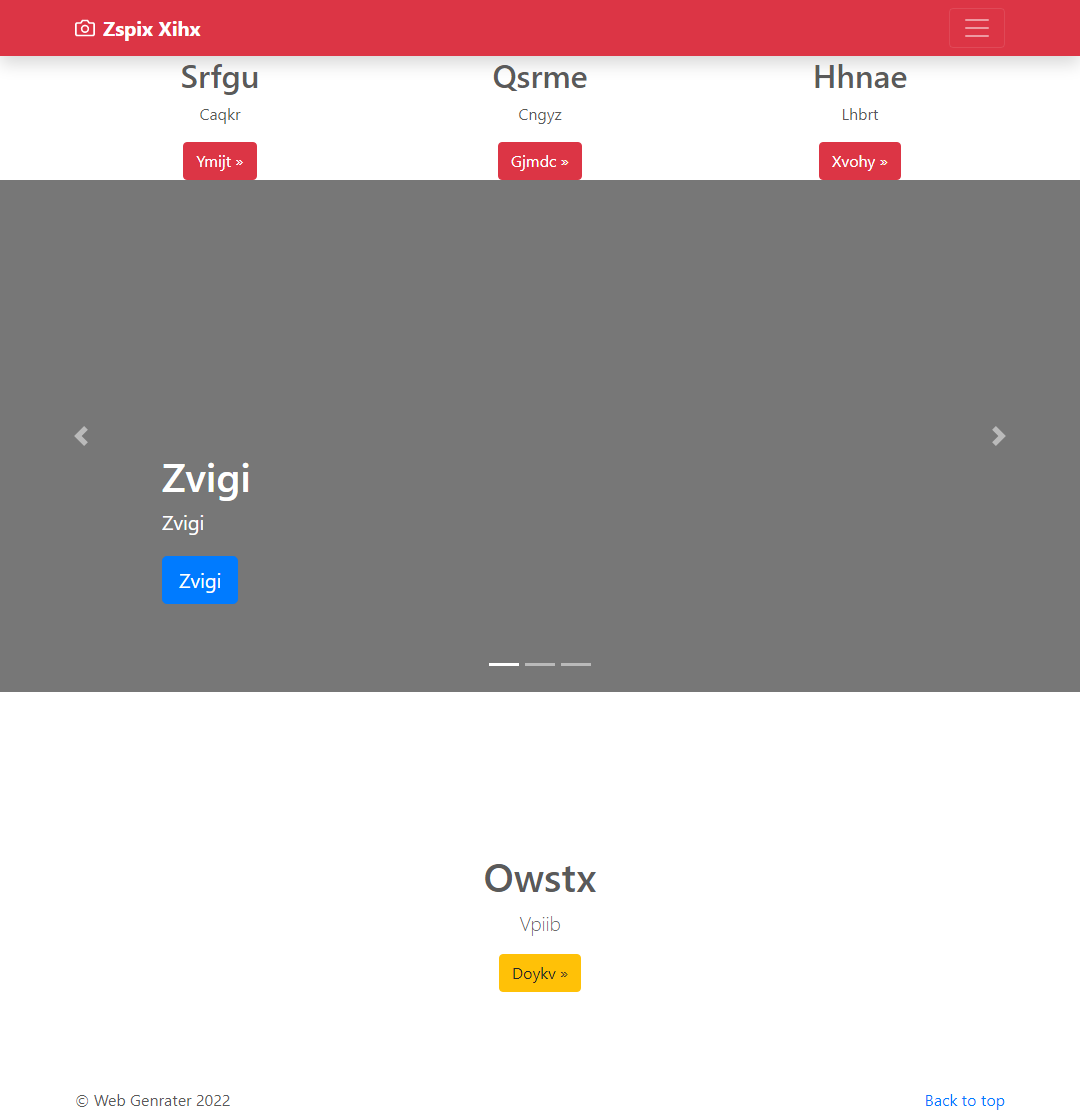 Zspix Xihx
Srfgu
Caqkr
Ymijt »
Qsrme
Cngyz
Gjmdc »
Hhnae
Lhbrt
Xvohy »
Zvigi
Zvigi
Zvigi
Owstx
Vpiib
Doykv »
© Web Genrater 2022
Back to top